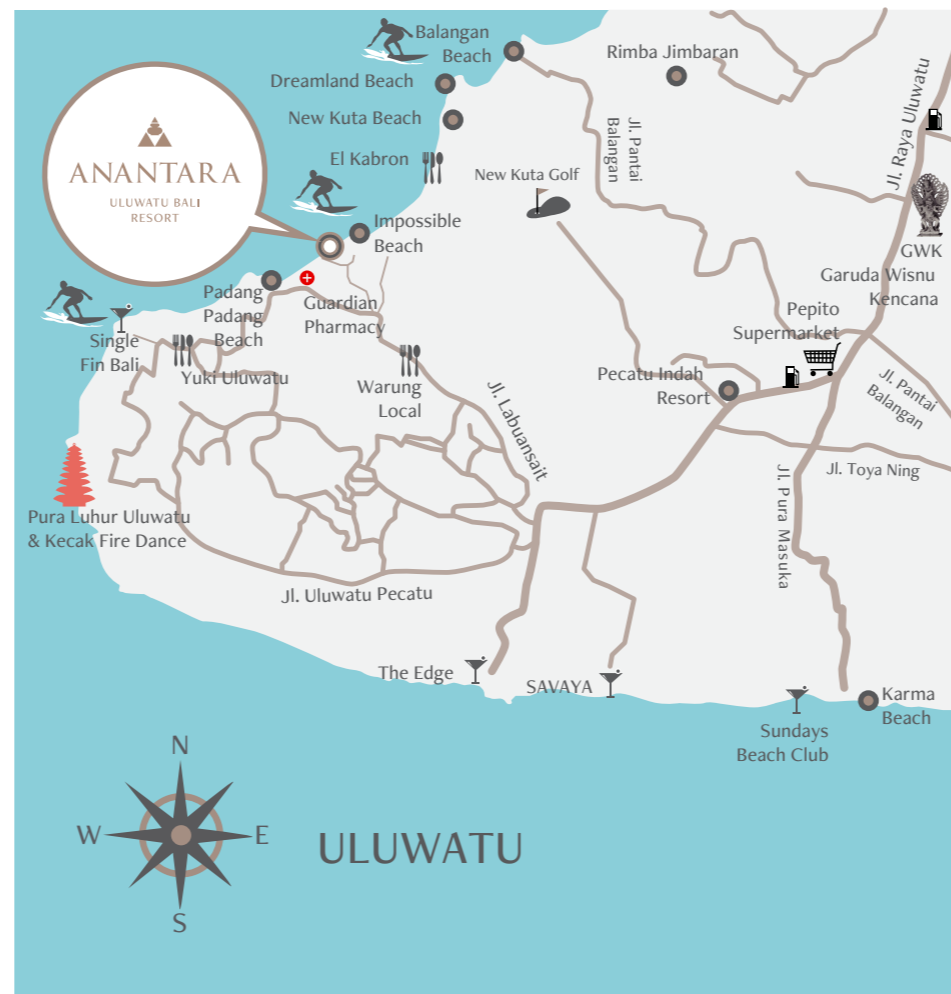 Balangan
Beach
Rimba Jimbaran
Dreamland Beach
New Kuta Beach
Jl. Pantai
Balangan
Jl. Raya Uluwatu
El Kabron
ANANTARA
ULUWATU BALI
RESORT
New Kuta Golf
Impossible
Beach
GWK
Garuda Wisnu
Kencana
Padang
Padang
Beach
Guardian
Pharmacy
Pepito
Supermarket
Single
Fin Bali
Yuki Uluwatu
Warung
Local
Pecatu Indah
Resort
Jl. Pantai
Balangan
Jl. Labuansait
Jl. Toya Ning
Jl. Pura Masuka
Pura Luhur Uluwatu
& Kecak Fire Dance
Jl. Uluwatu Pecatu
The Edge
SAVAYA
Karma
Beach
Sundays
Beach Club
N
W
E
S
ULUWATU